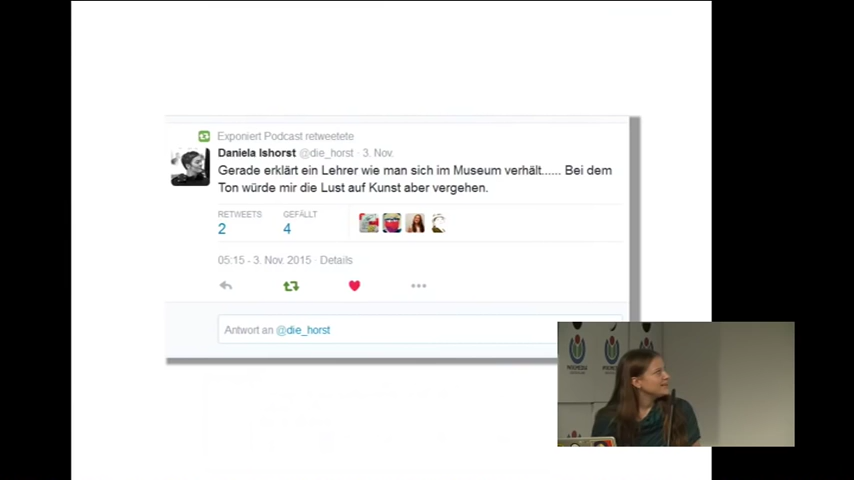 Exponiert Podcast retweetete
Daniela Ishorst @die_horst · 3. Nov.
Gerade erklärt ein Lehrer wie man sich im Museum verhält...... Bei dem
Ton würde mir die Lust auf Kunst aber vergehen.
RETWEETS GEFÄLLT
2 4
05:15 - 3. Nov. 2015 · Details
Antwort an @die_horst
WIKIMEDIA
WIKIMEDIA